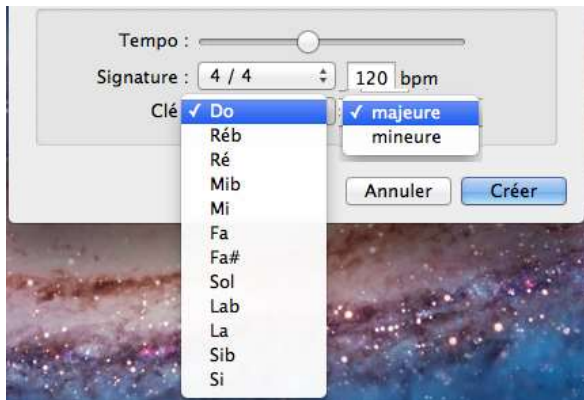 Tempo :
Signature : 4 / 4 120 bpm
Clé ✓ Do ✓ majeure
Réb mineure
Ré
Mib Annuler Créer
Mi
Fa
Fa#
Sol
Lab
La
Sib
Si